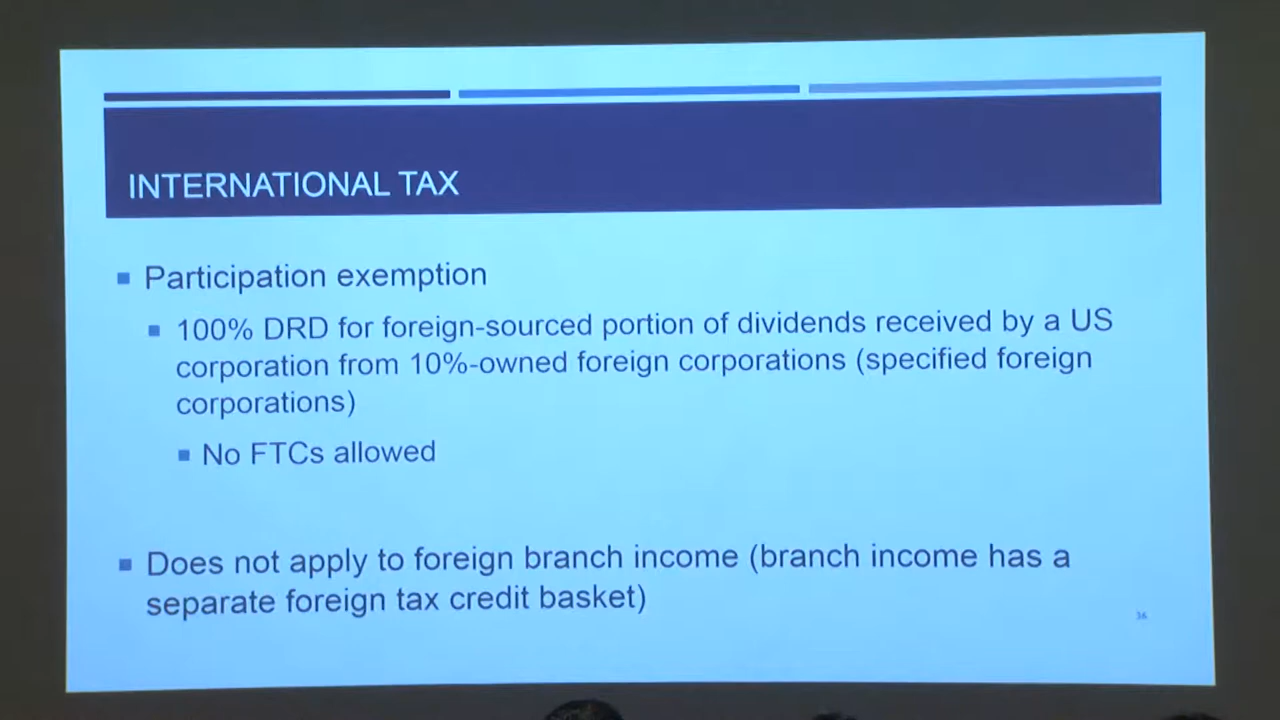 INTERNATIONAL TAX
Participation exemption
100% DRD for foreign-sourced portion of dividends received by a US
corporation from 10%-owned foreign corporations (specified foreign
corporations)
No FTCs allowed
Does not apply to foreign branch income (branch income has a
separate foreign tax credit basket)
36